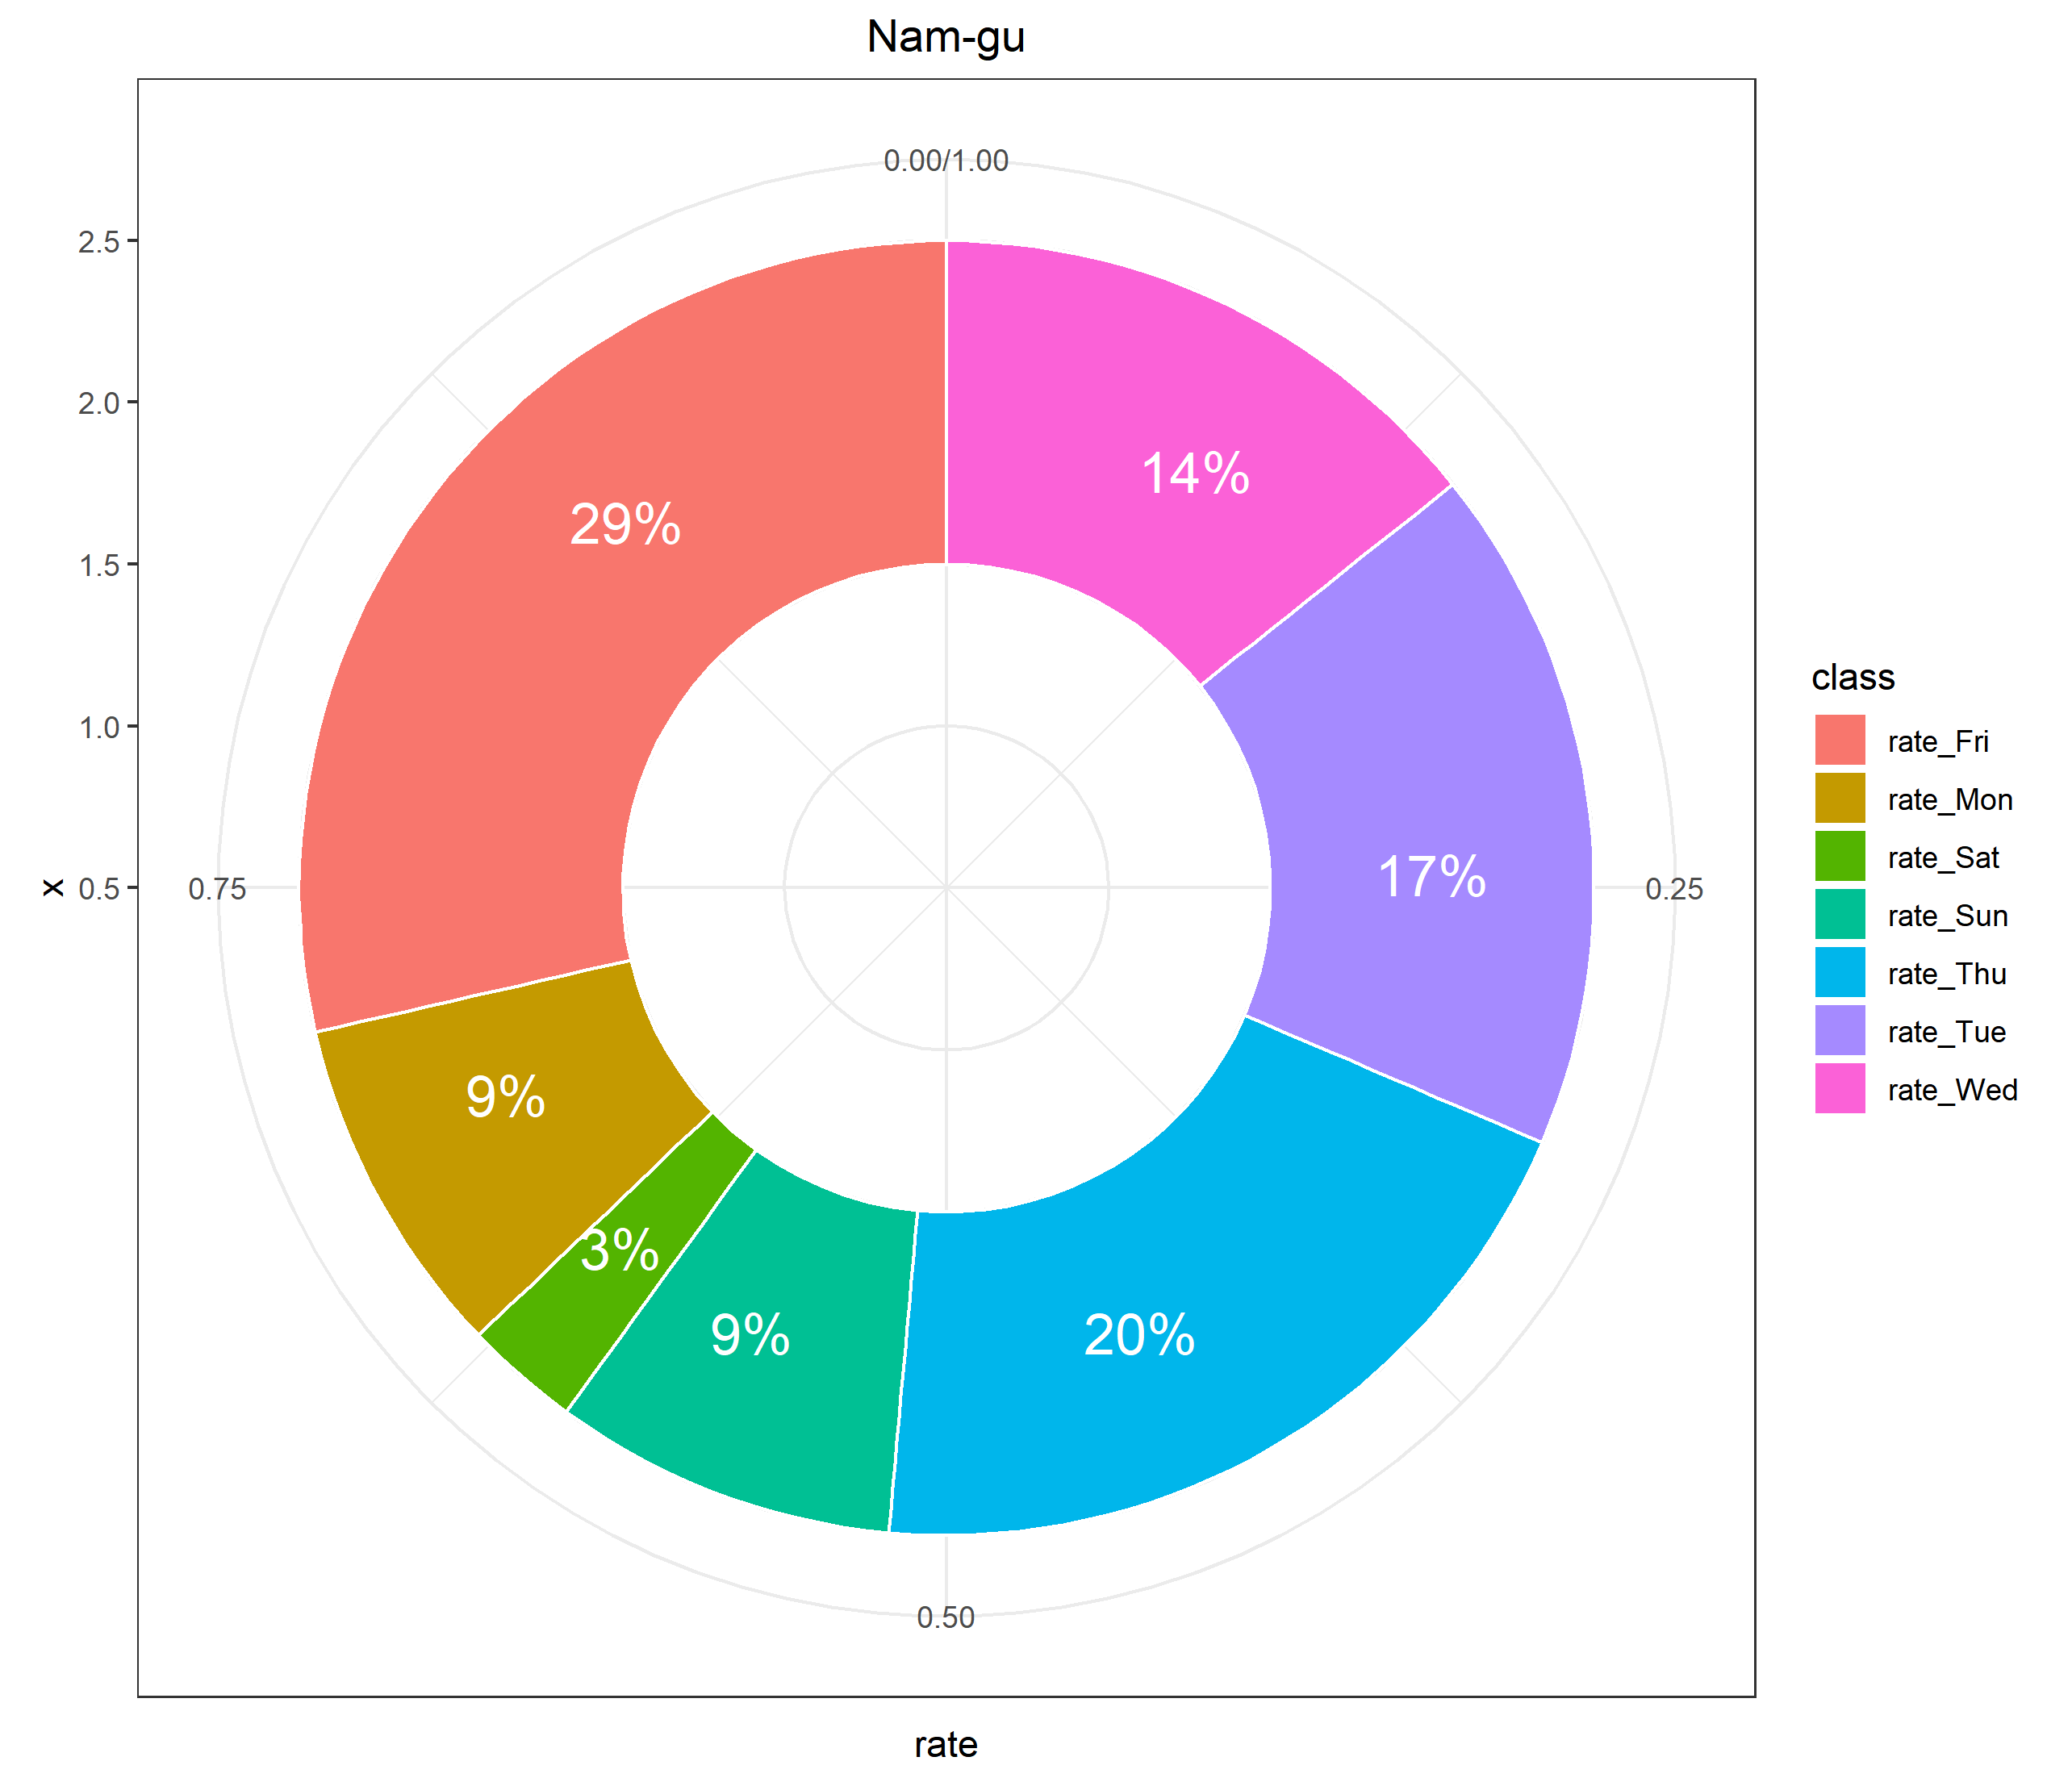 Nam-gu
0.00/1.00
2.5
2.0
1.5
1.0
0.5
x
0.75
0.25
0.50
14%
29%
17%
9%
3%
9%
20%
rate
class
rate_Fri
rate_Mon
rate_Sat
rate_Sun
rate_Thu
rate_Tue
rate_Wed